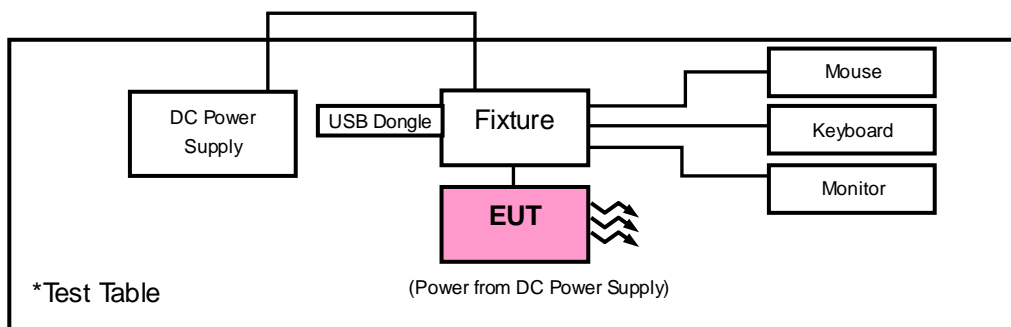 Mouse
DC Power
Supply
USB Dongle
Fixture
Keyboard
Monitor
EUT
(Power from DC Power Supply)
*Test Table